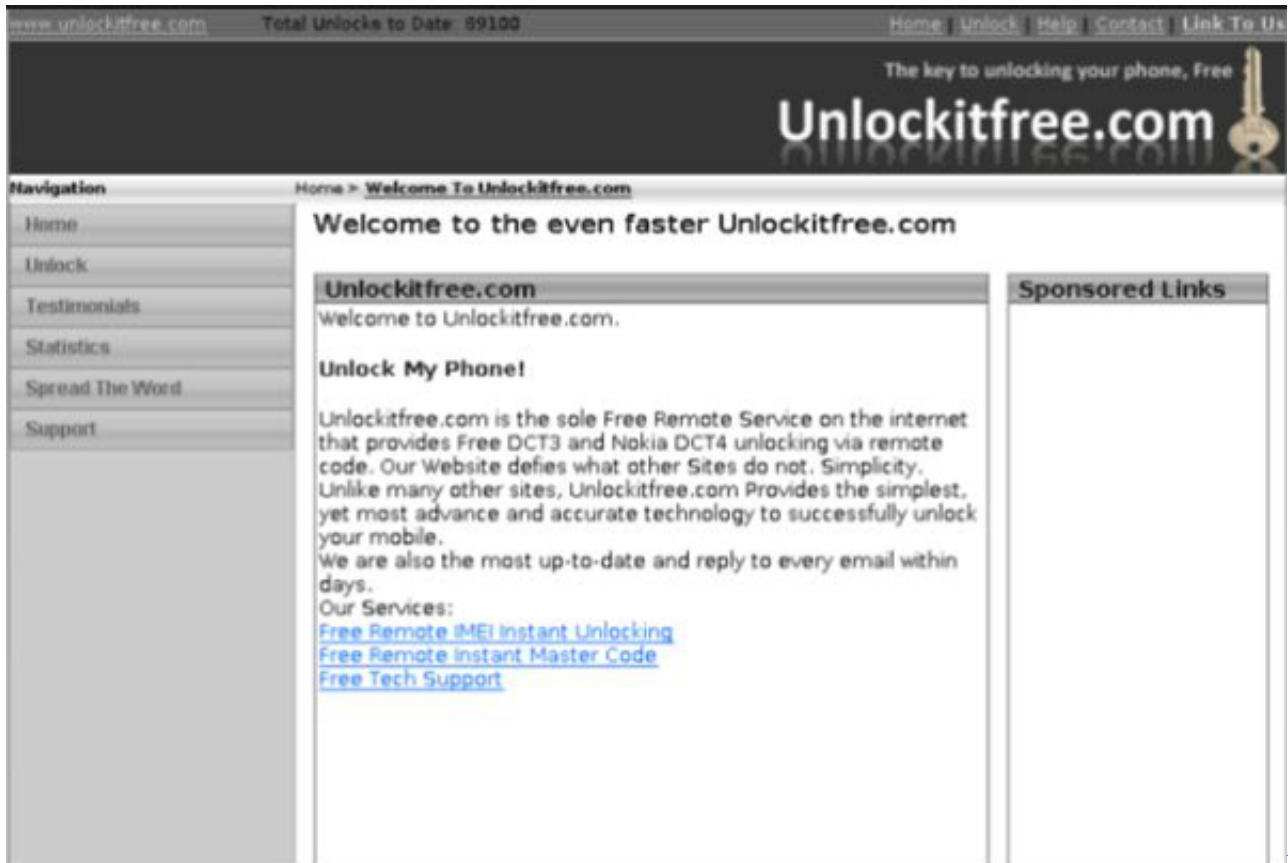 www.unlockitfree.com Total Unlocks to Date: 89100 Home | Unlock | Help | Contact | Link To Us
The key to unlocking your phone, Free
Unlockitfree.com
Navigation
Home
Unlock
Testimonials
Statistics
Spread The Word
Support
Home > Welcome To Unlockitfree.com
Welcome to the even faster Unlockitfree.com
Unlockitfree.com
Welcome to Unlockitfree.com.
Unlock My Phone!
Unlockitfree.com is the sole Free Remote Service on the internet
that provides Free DCT3 and Nokia DCT4 unlocking via remote
code. Our Website defies what other Sites do not. Simplicity.
Unlike many other sites, Unlockitfree.com Provides the simplest,
yet most advance and accurate technology to successfully unlock
your mobile.
We are also the most up-to-date and reply to every email within
days.
Our Services:
Free Remote IMEI Instant Unlocking
Free Remote Instant Master Code
Free Tech Support
Sponsored Links